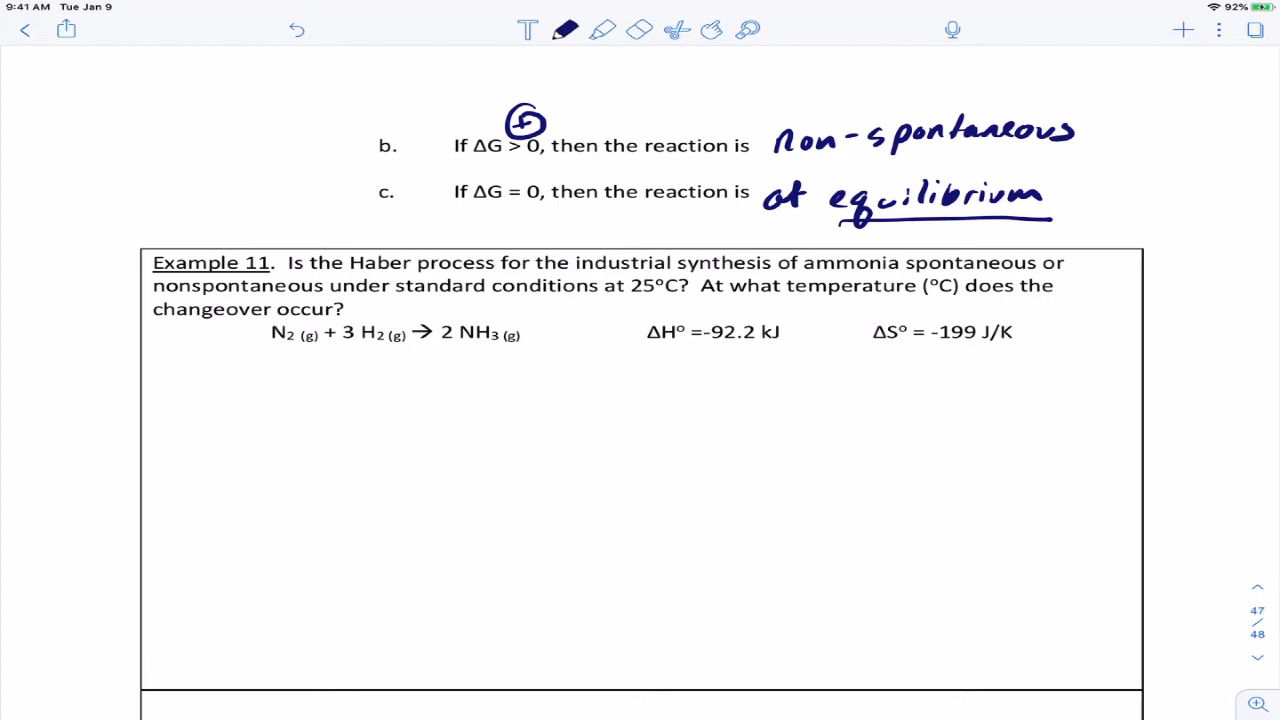 9:41 AM Tue Jan 9
92%
T
+
b. If ΔG > 0, then the reaction is non-spontaneous
c. If ΔG = 0, then the reaction is at equilibrium
Example 11. Is the Haber process for the industrial synthesis of ammonia spontaneous or
nonspontaneous under standard conditions at 25°C? At what temperature (°C) does the
changeover occur?
N₂ (g) + 3 H₂ (g) → 2 NH₃ (g) ΔH° =-92.2 kJ ΔS° = -199 J/K
47
/
48